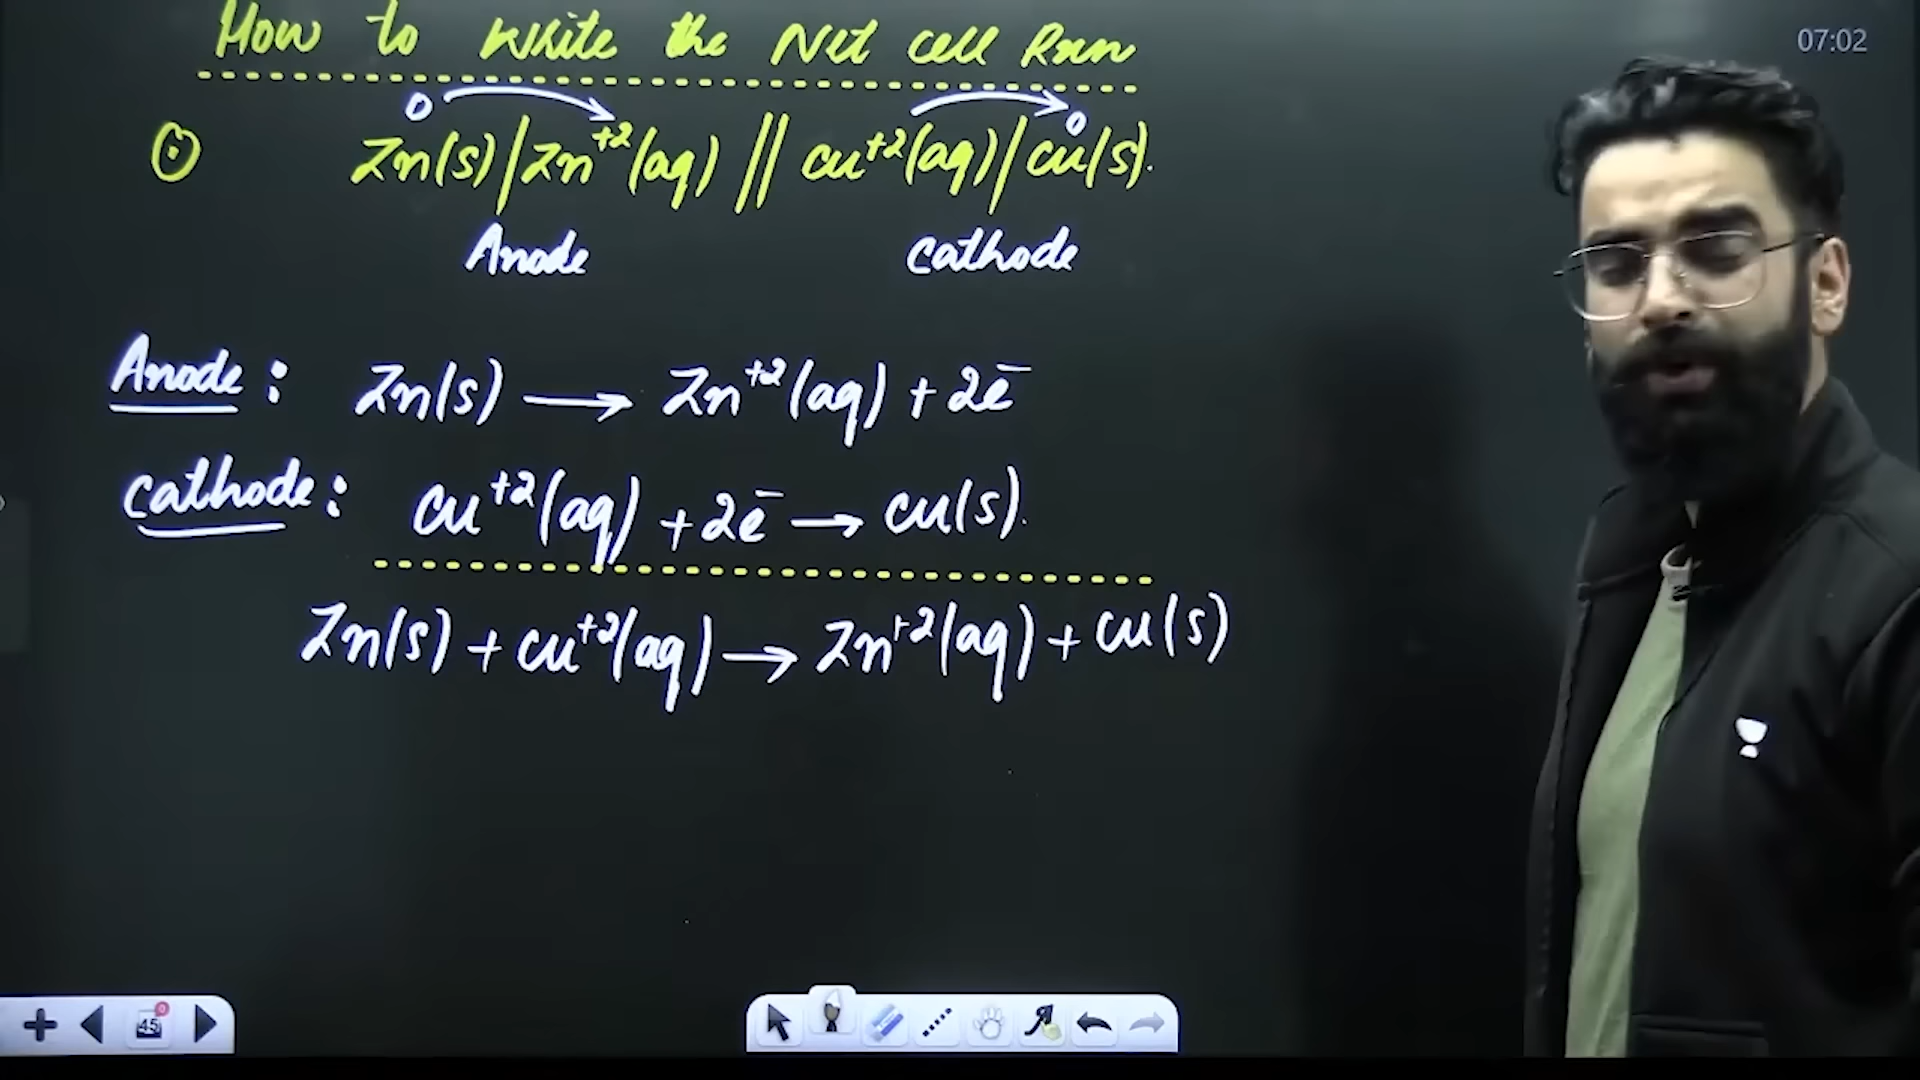 How to Write the Net Cell Rxn
07:02
0 0
Zn(s)|Zn⁺²(aq) || Cu⁺²(aq)|Cu(s).
Anode Cathode
Anode: Zn(s) → Zn⁺²(aq) + 2e⁻
Cathode: Cu⁺²(aq) + 2e⁻ → Cu(s).
Zn(s) + Cu⁺²(aq) → Zn⁺²(aq) + Cu(s)
45
0